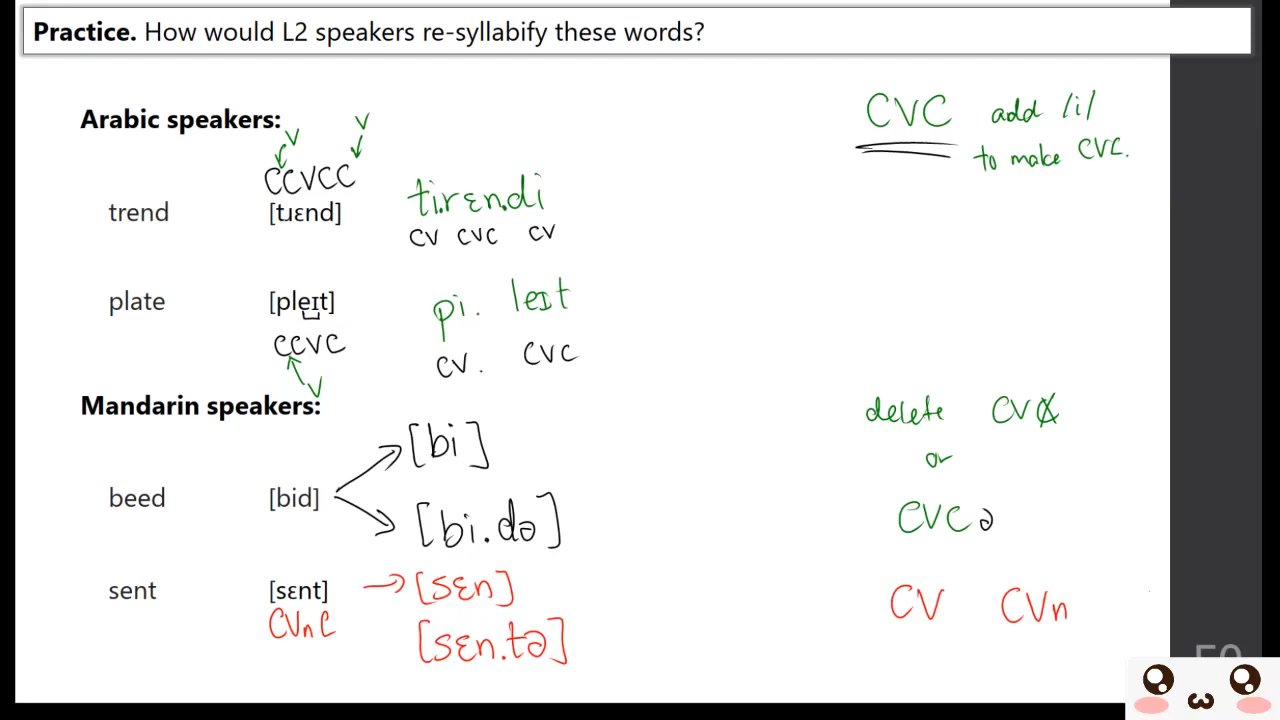 Practice. How would L2 speakers re-syllabify these words?
CVC add /i/
to make CVC.
Arabic speakers:
V V
CCVCC
trend [tɹɛnd] ti.rɛn.di
CV CVC CV
plate [pleɪt] pi. leɪt
CCVC CV. CVC
V
Mandarin speakers:
delete CVC
or
[bi]
beed [bid]
[bi.də] CVCə
sent [sɛnt] → [sɛn] CV CVn
CVnC [sɛn.tə]